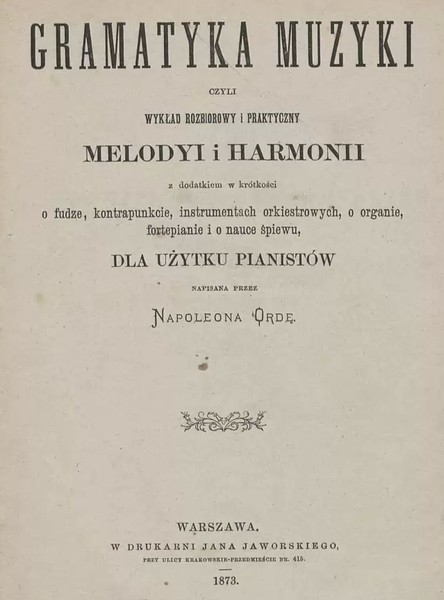 GRAMATYKA MUZYKI
CZYLI
WYKŁAD ROZBIOROWY i PRAKTYCZNY
MELODYI i HARMONII
z dodatkiem w krótkości
o fudze, kontrapunkcie, instrumentach orkiestrowych, o organie,
fortepianie i o nauce śpiewu,
DLA UŻYTKU PIANISTÓW
NAPISANA PRZEZ
NAPOLEONA ORDĘ.
WARSZAWA,
W DRUKARNI JANA JAWORSKIEGO,
PRZY ULICY KRAKOWSKIE-PRZEDMIEŚCIE NR. 415.
1873.